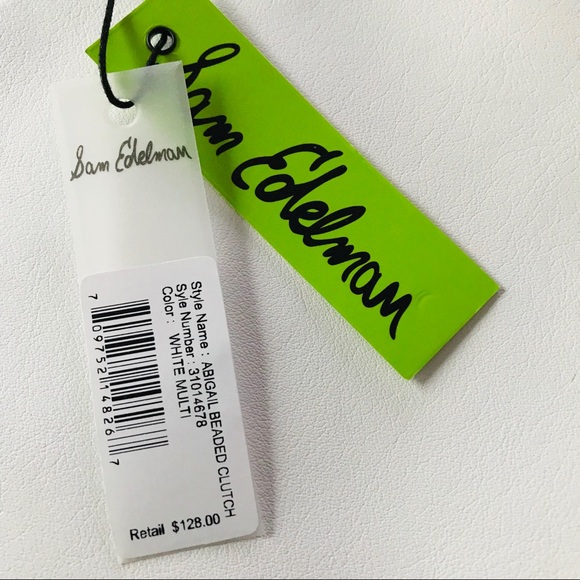 Sam Edelman
Sam Edelman
Style Name : ABIGAIL BEADED CLUTCH
Syle Number : 31014678
Color : WHITE MULTI
7 09752 14826 7
Retail $128.00